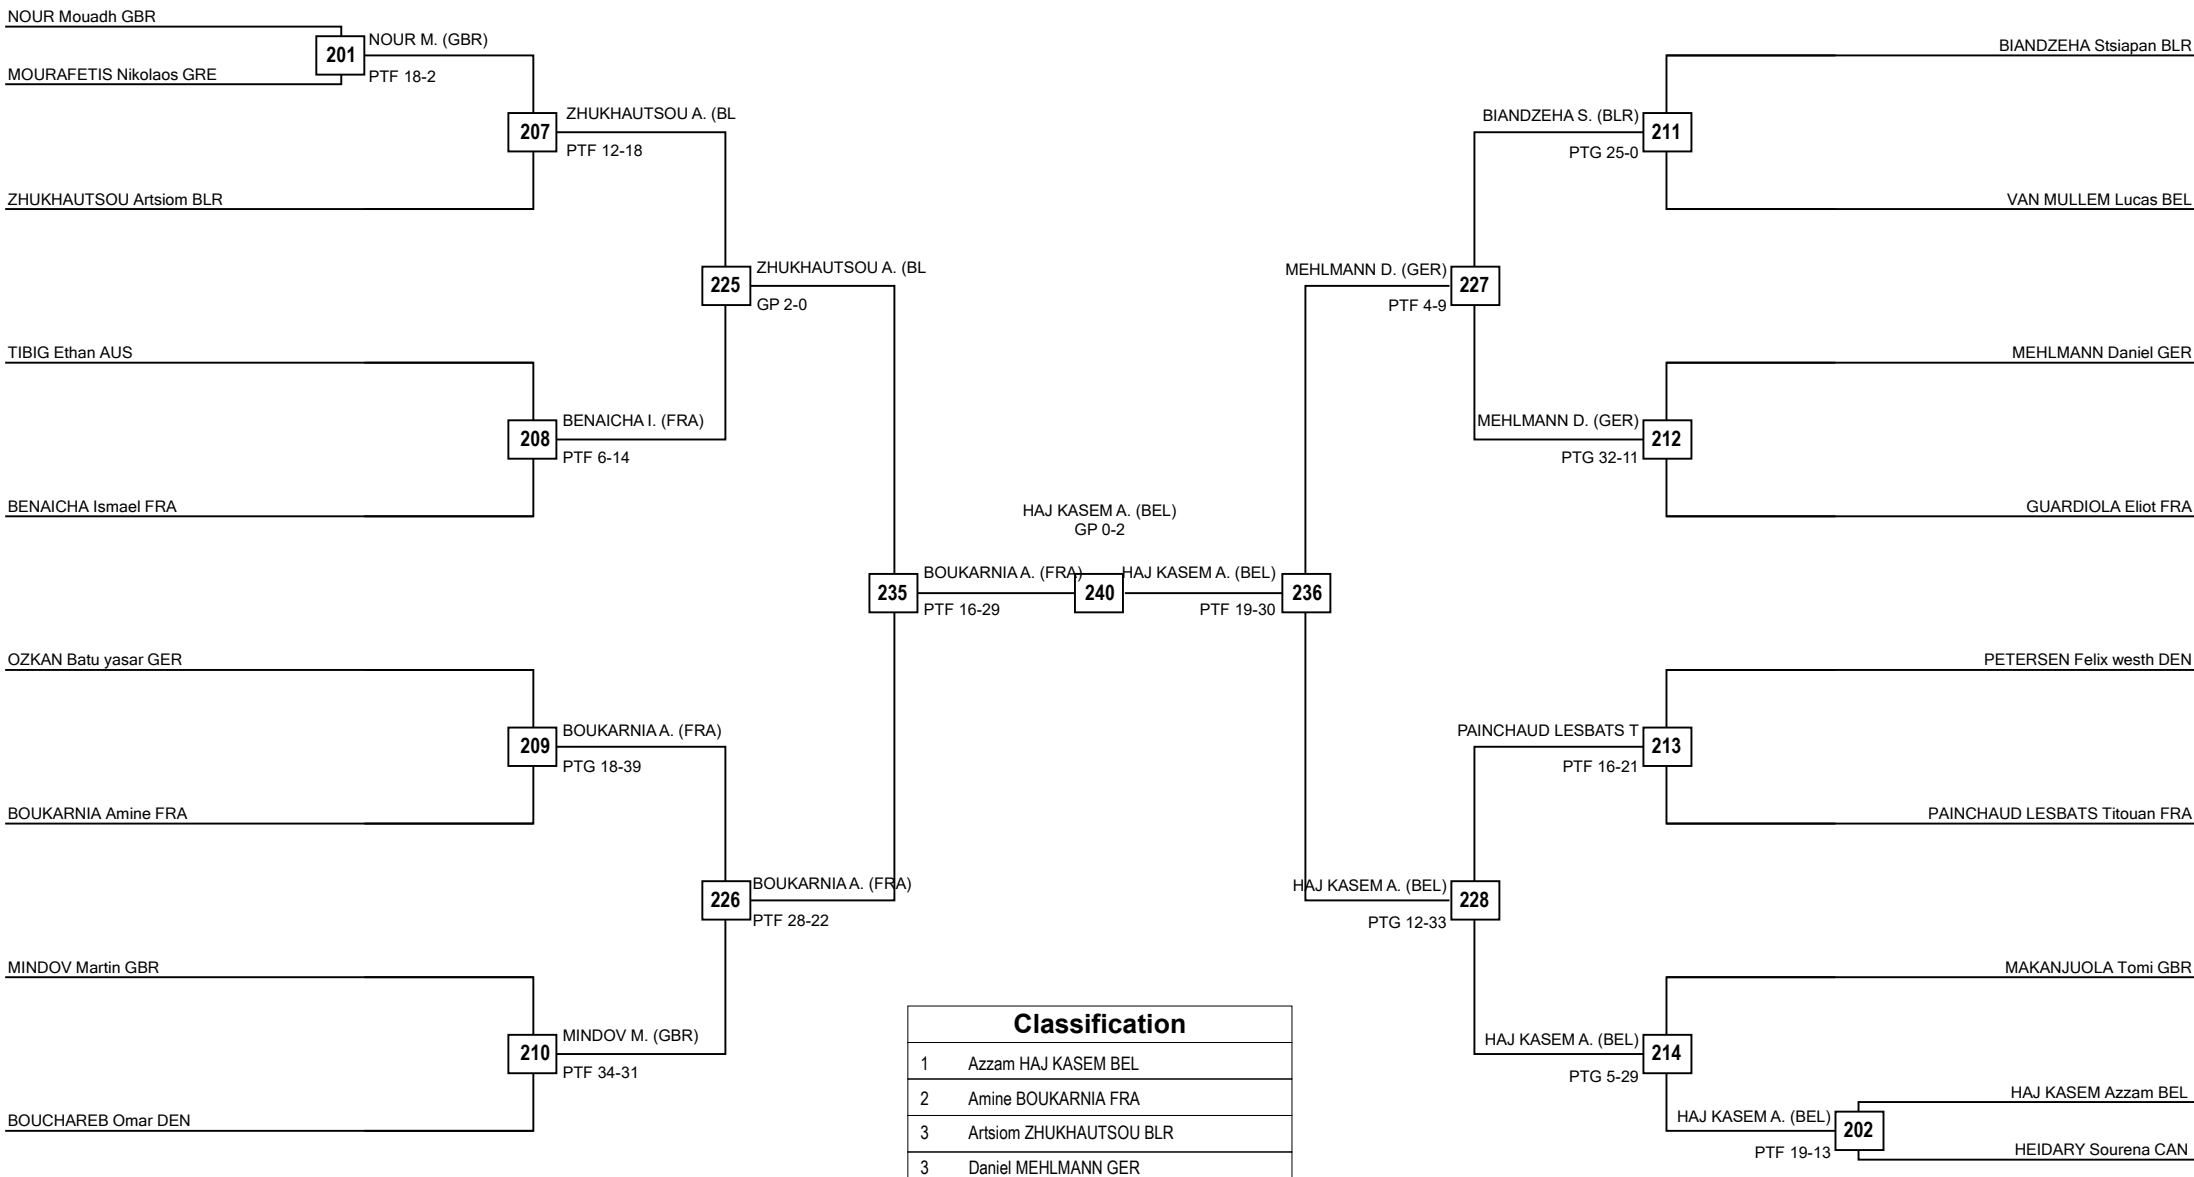 NOUR Mouadh GBR
201
NOUR M. (GBR)
MOURAFETIS Nikolaos GRE
PTF 18-2
207
ZHUKHAUTSOU A. (BL
PTF 12-18
ZHUKHAUTSOU Artsiom BLR
225
ZHUKHAUTSOU A. (BL
GP 2-0
TIBIG Ethan AUS
208
BENAICHA I. (FRA)
PTF 6-14
BENAICHA Ismael FRA
235
BOUKARNIA A. (FRA)
PTF 16-29
OZKAN Batu yasar GER
209
BOUKARNIA A. (FRA)
PTG 18-39
BOUKARNIA Amine FRA
226
BOUKARNIA A. (FRA)
PTF 28-22
MINDOV Martin GBR
210
MINDOV M. (GBR)
PTF 34-31
BOUCHAREB Omar DEN
HAJ KASEM A. (BEL)
GP 0-2
240
BIANDZEHA Stsiapan BLR
BIANDZEHA S. (BLR)
211
PTG 25-0
VAN MULLEM Lucas BEL
MEHLMANN D. (GER)
227
PTF 4-9
MEHLMANN Daniel GER
MEHLMANN D. (GER)
212
PTG 32-11
GUARDIOLA Eliot FRA
HAJ KASEM A. (BEL)
236
PTF 19-30
PETERSEN Felix westh DEN
PAINCHAUD LESBATS T
213
PTF 16-21
PAINCHAUD LESBATS Titouan FRA
HAJ KASEM A. (BEL)
228
PTG 12-33
MAKANJUOLA Tomi GBR
HAJ KASEM A. (BEL)
214
PTG 5-29
HAJ KASEM Azzam BEL
HAJ KASEM A. (BEL)
202
PTF 19-13
HEIDARY Sourena CAN
Classification
1 Azzam HAJ KASEM BEL
2 Amine BOUKARNIA FRA
3 Artsiom ZHUKHAUTSOU BLR
3 Daniel MEHLMANN GER